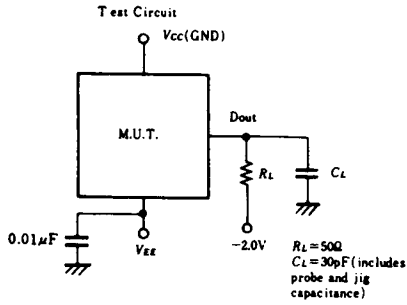 Test Circuit
Vcc(GND)
Dout
M.U.T.
RL
CL
0.01μF
VEE
-2.0V
RL=50Ω
CL=30pF(includes
probe and jig
capacitance)